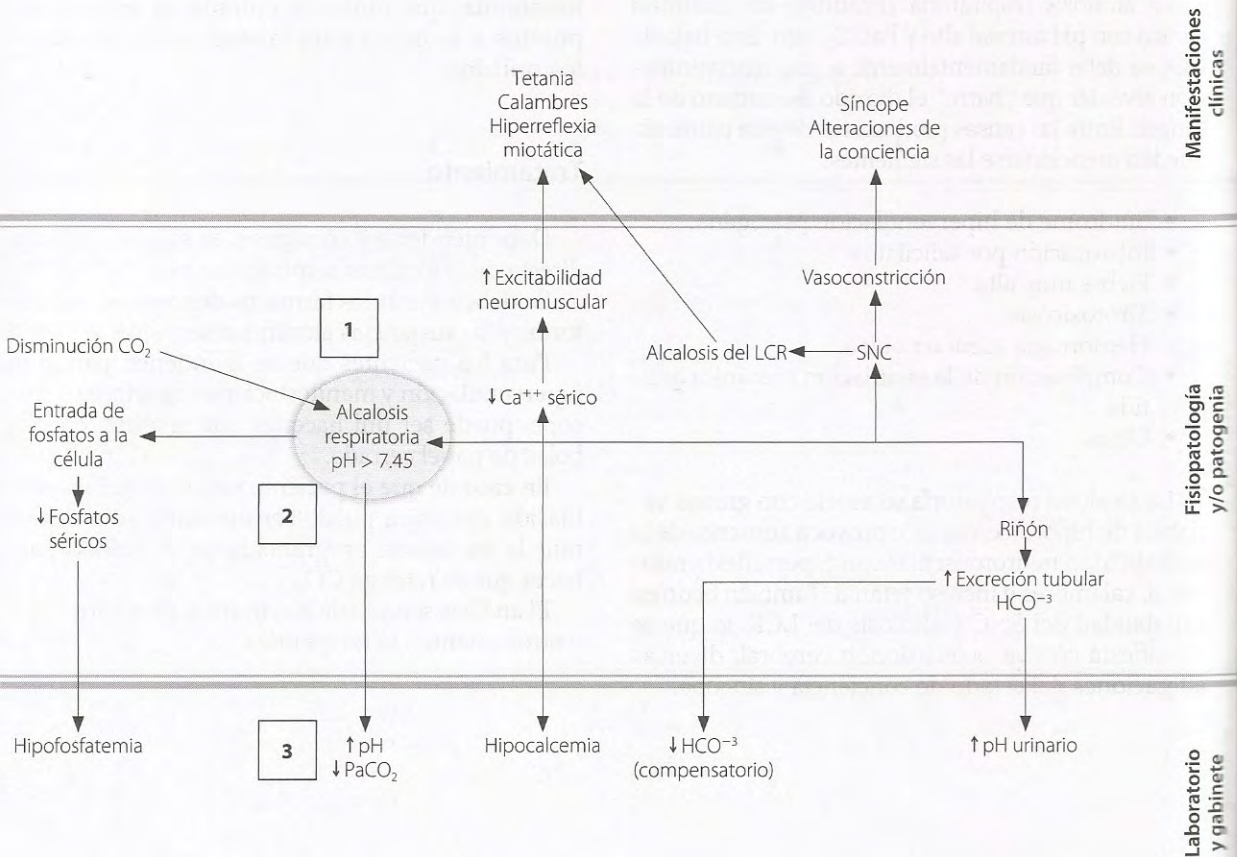 Manifestaciones
clínicas
Tetania
Calambres
Hiperreflexia
miotática
Síncope
Alteraciones de
la conciencia
Fisiopatología
y/o patogenia
↑ Excitabilidad
neuromuscular
Vasoconstricción
1
Disminución CO₂
Alcalosis del LCR
SNC
↓ Ca⁺⁺ sérico
Entrada de
fosfatos a la
célula
Alcalosis
respiratoria
pH > 7.45
2
↓ Fosfatos
séricos
Riñón
↑ Excreción tubular
HCO⁻³
Laboratorio
y gabinete
Hipofosfatemia
3
↑ pH
↓ PaCO₂
Hipocalcemia
↓ HCO⁻³
(compensatorio)
↑ pH urinario